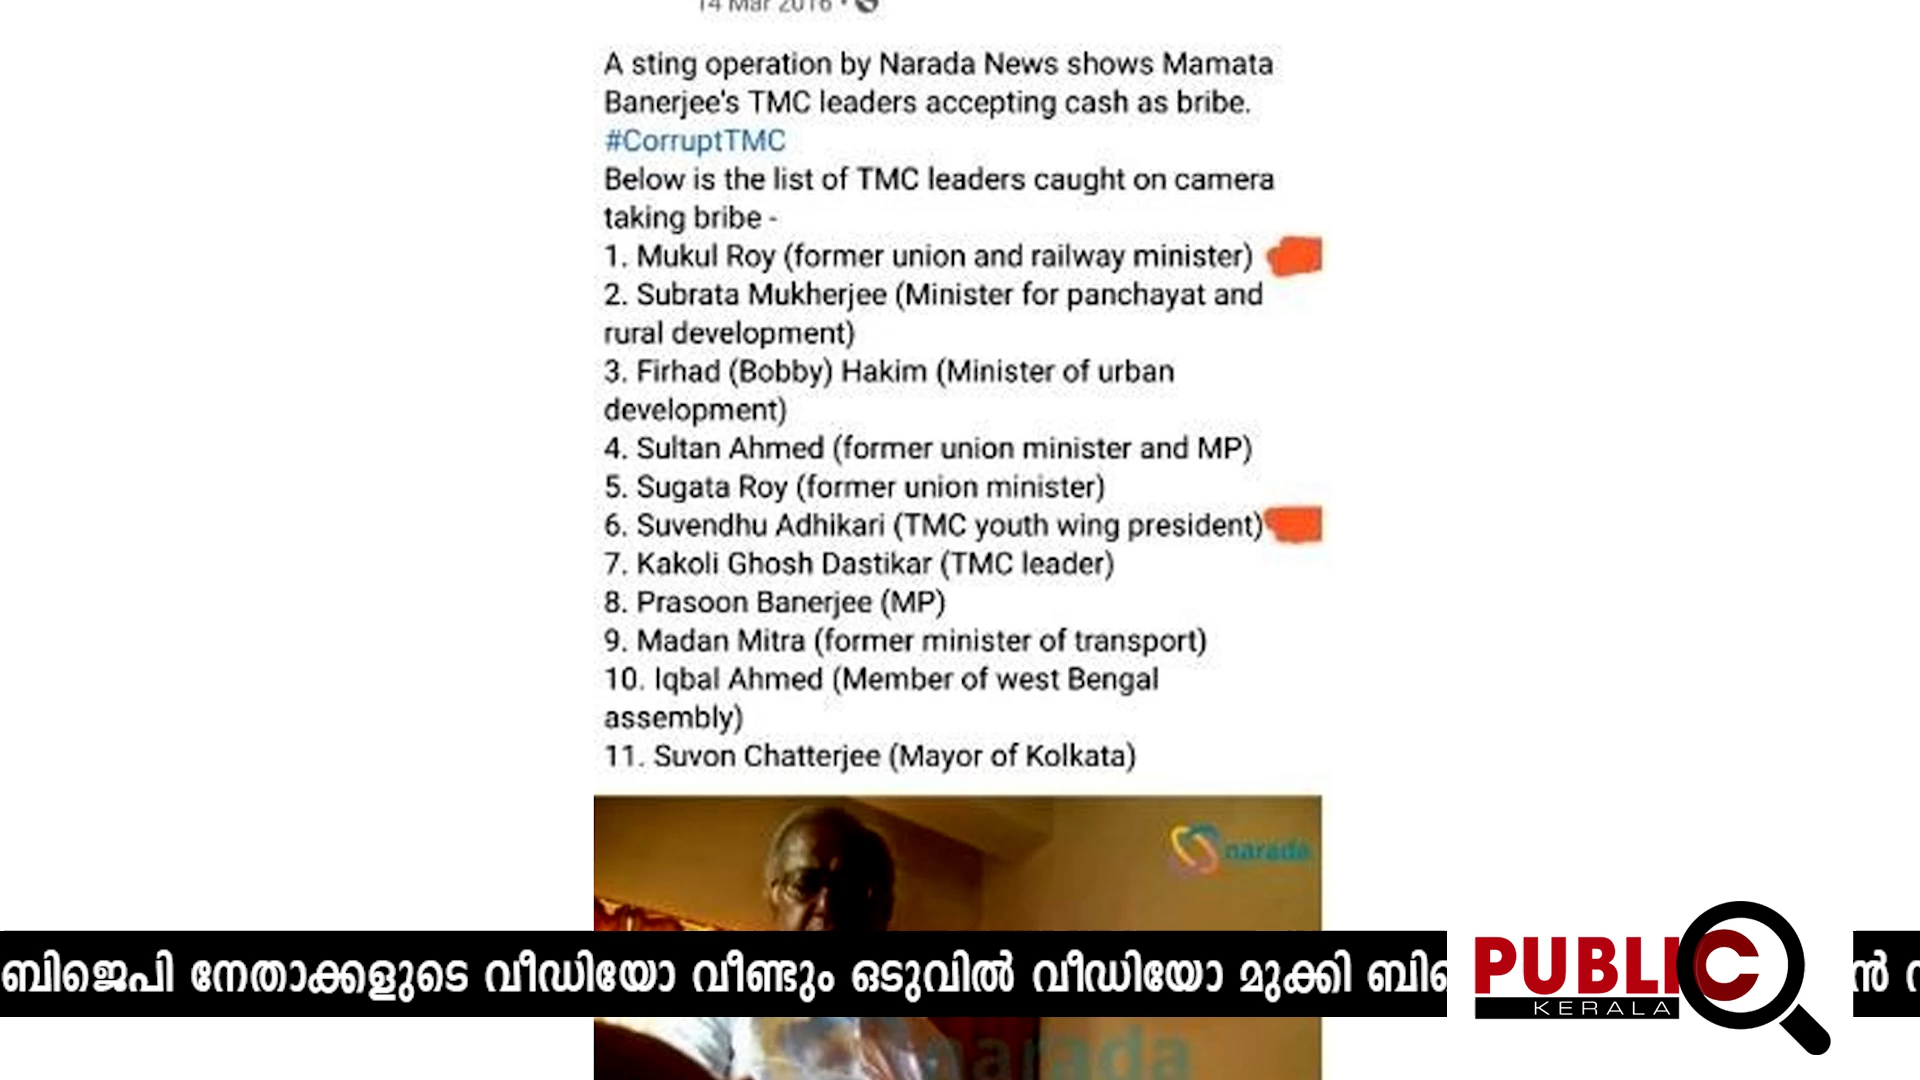 14 Mar 2016 ·
A sting operation by Narada News shows Mamata
Banerjee's TMC leaders accepting cash as bribe.
#CorruptTMC
Below is the list of TMC leaders caught on camera
taking bribe -
1. Mukul Roy (former union and railway minister)
2. Subrata Mukherjee (Minister for panchayat and
rural development)
3. Firhad (Bobby) Hakim (Minister of urban
development)
4. Sultan Ahmed (former union minister and MP)
5. Sugata Roy (former union minister)
6. Suvendhu Adhikari (TMC youth wing president)
7. Kakoli Ghosh Dastikar (TMC leader)
8. Prasoon Banerjee (MP)
9. Madan Mitra (former minister of transport)
10. Iqbal Ahmed (Member of west Bengal
assembly)
11. Suvon Chatterjee (Mayor of Kolkata)
narada
ബിജെപി നേതാക്കളുടെ വീഡിയോ വീണ്ടും ഒടുവിൽ വീഡിയോ മുക്കി
PUBLIC
KERALA
narada